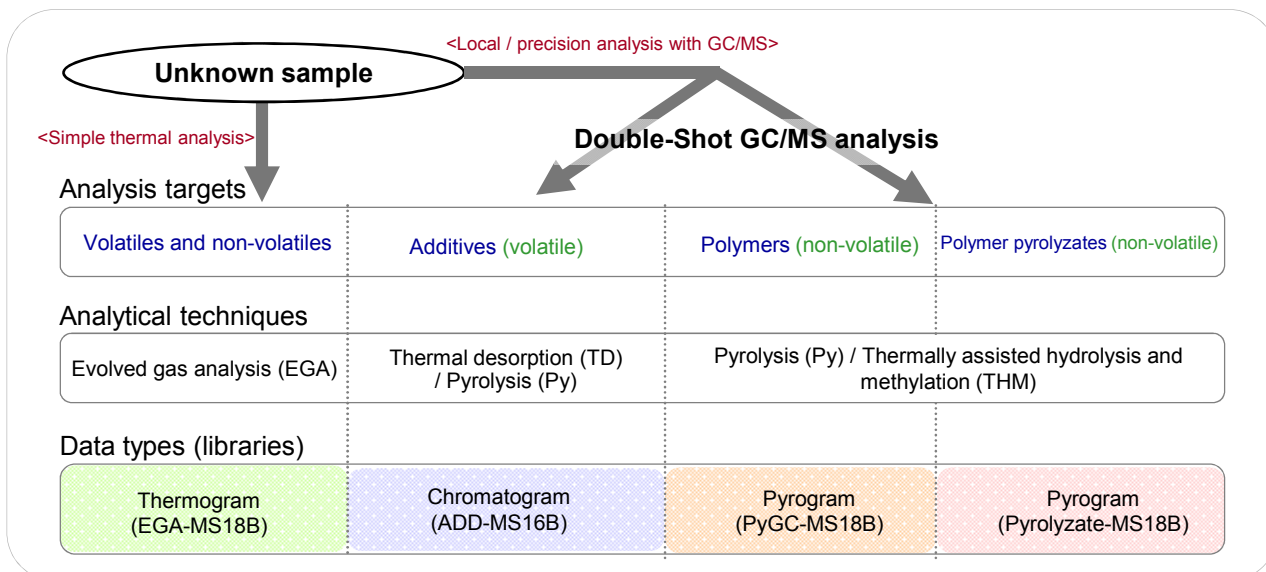 <Local / precision analysis with GC/MS>
Unknown sample
<Simple thermal analysis>
Double-Shot GC/MS analysis
Analysis targets
Volatiles and non-volatiles
Additives (volatile)
Polymers (non-volatile)
Polymer pyrolyzates (non-volatile)
Analytical techniques
Evolved gas analysis (EGA)
Thermal desorption (TD)
/ Pyrolysis (Py)
Pyrolysis (Py) / Thermally assisted hydrolysis and
methylation (THM)
Data types (libraries)
Thermogram
(EGA-MS18B)
Chromatogram
(ADD-MS16B)
Pyrogram
(PyGC-MS18B)
Pyrogram
(Pyrolyzate-MS18B)